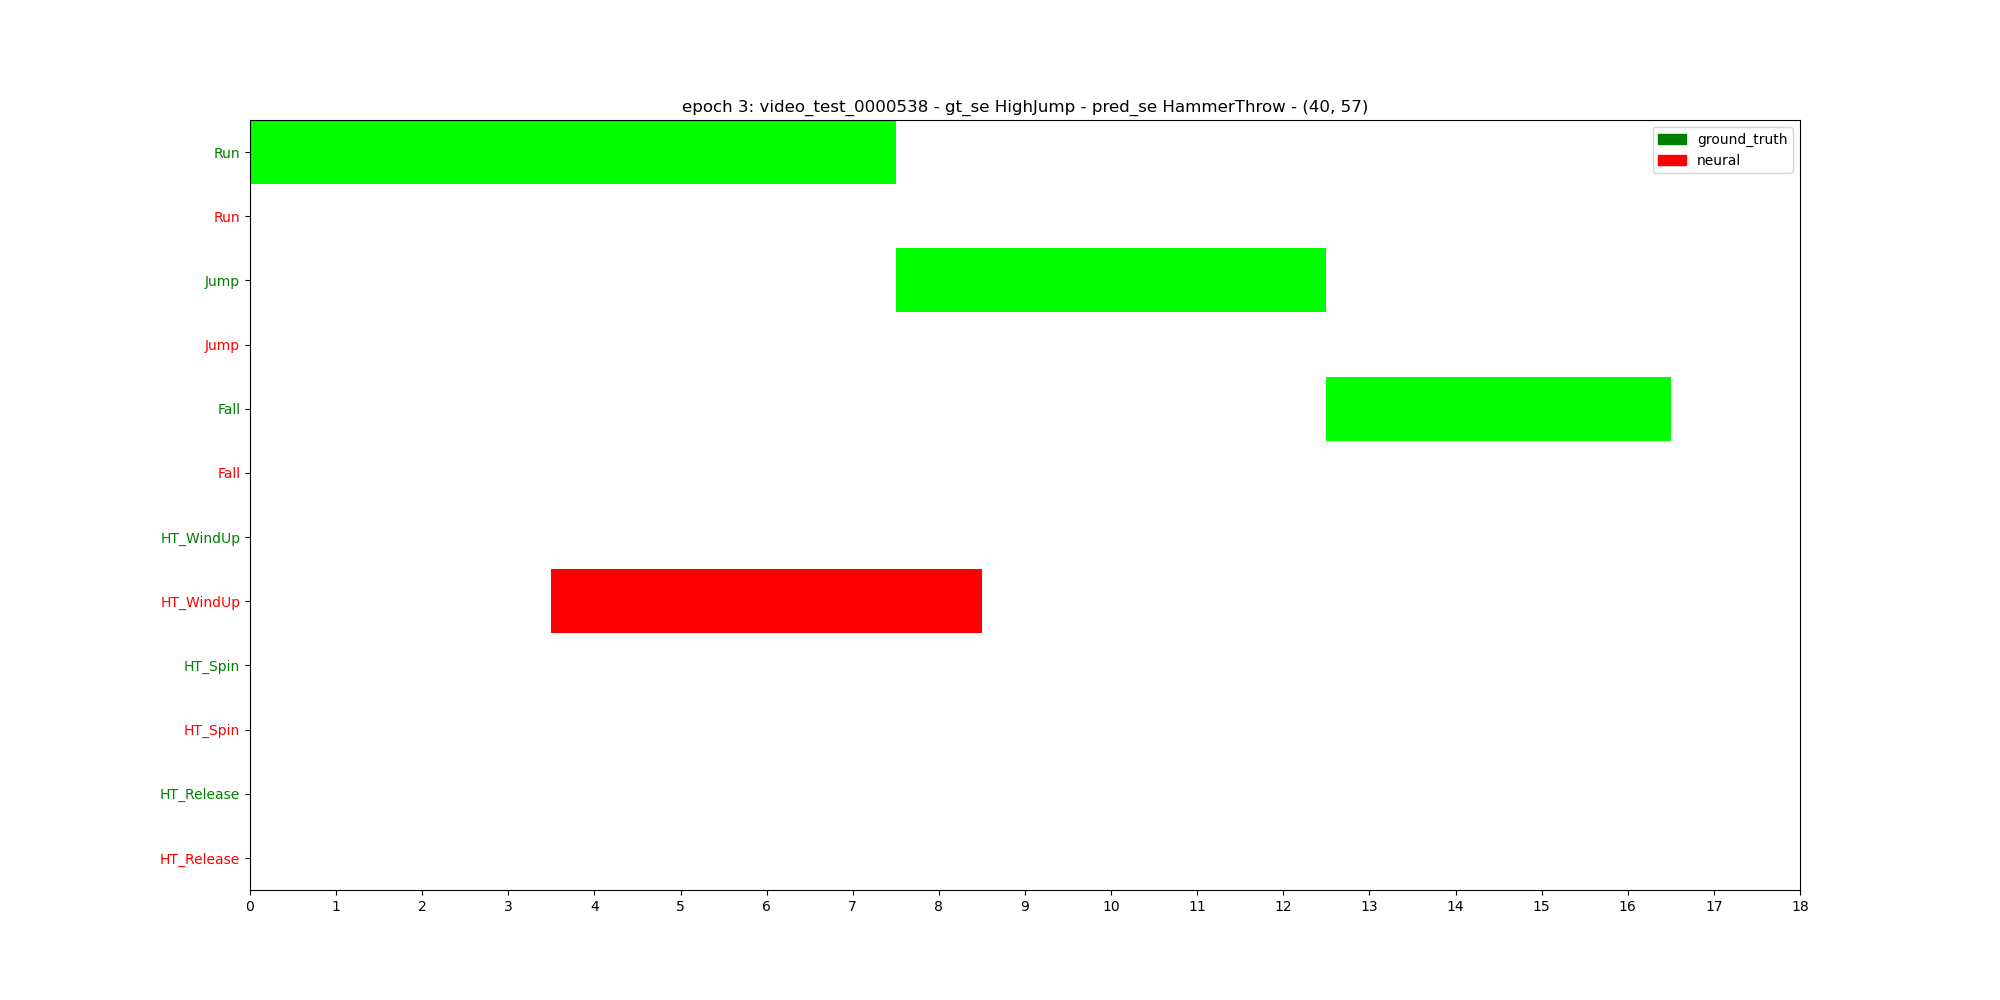 epoch 3: video_test_0000538 - gt_se HighJump - pred_se HammerThrow - (40, 57)
ground_truth
neural
Run
Run
Jump
Jump
Fall
Fall
HT_WindUp
HT_WindUp
HT_Spin
HT_Spin
HT_Release
HT_Release
0 1 2 3 4 5 6 7 8 9 10 11 12 13 14 15 16 17 18